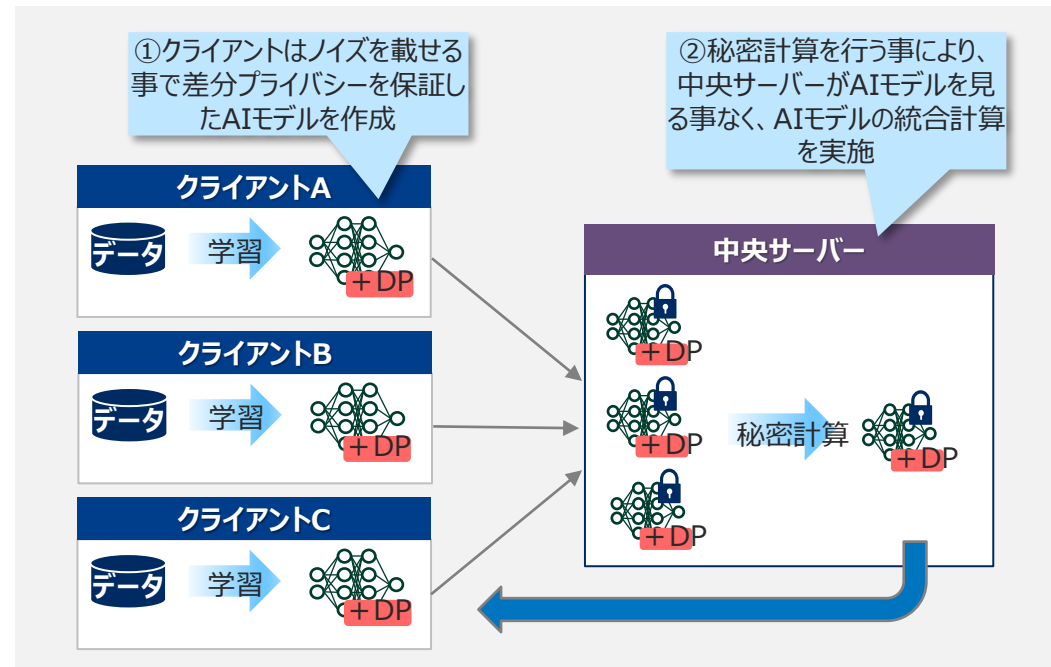 ①クライアントはノイズを載せる
事で差分プライバシーを保証し
たAIモデルを作成
②秘密計算を行う事により、
中央サーバーがAIモデルを見
る事なく、AIモデルの統合計算
を実施
クライアントA
データ
学習
＋DP
クライアントB
データ
学習
＋DP
クライアントC
データ
学習
＋DP
中央サーバー
＋DP
＋DP
＋DP
秘密計算
＋DP